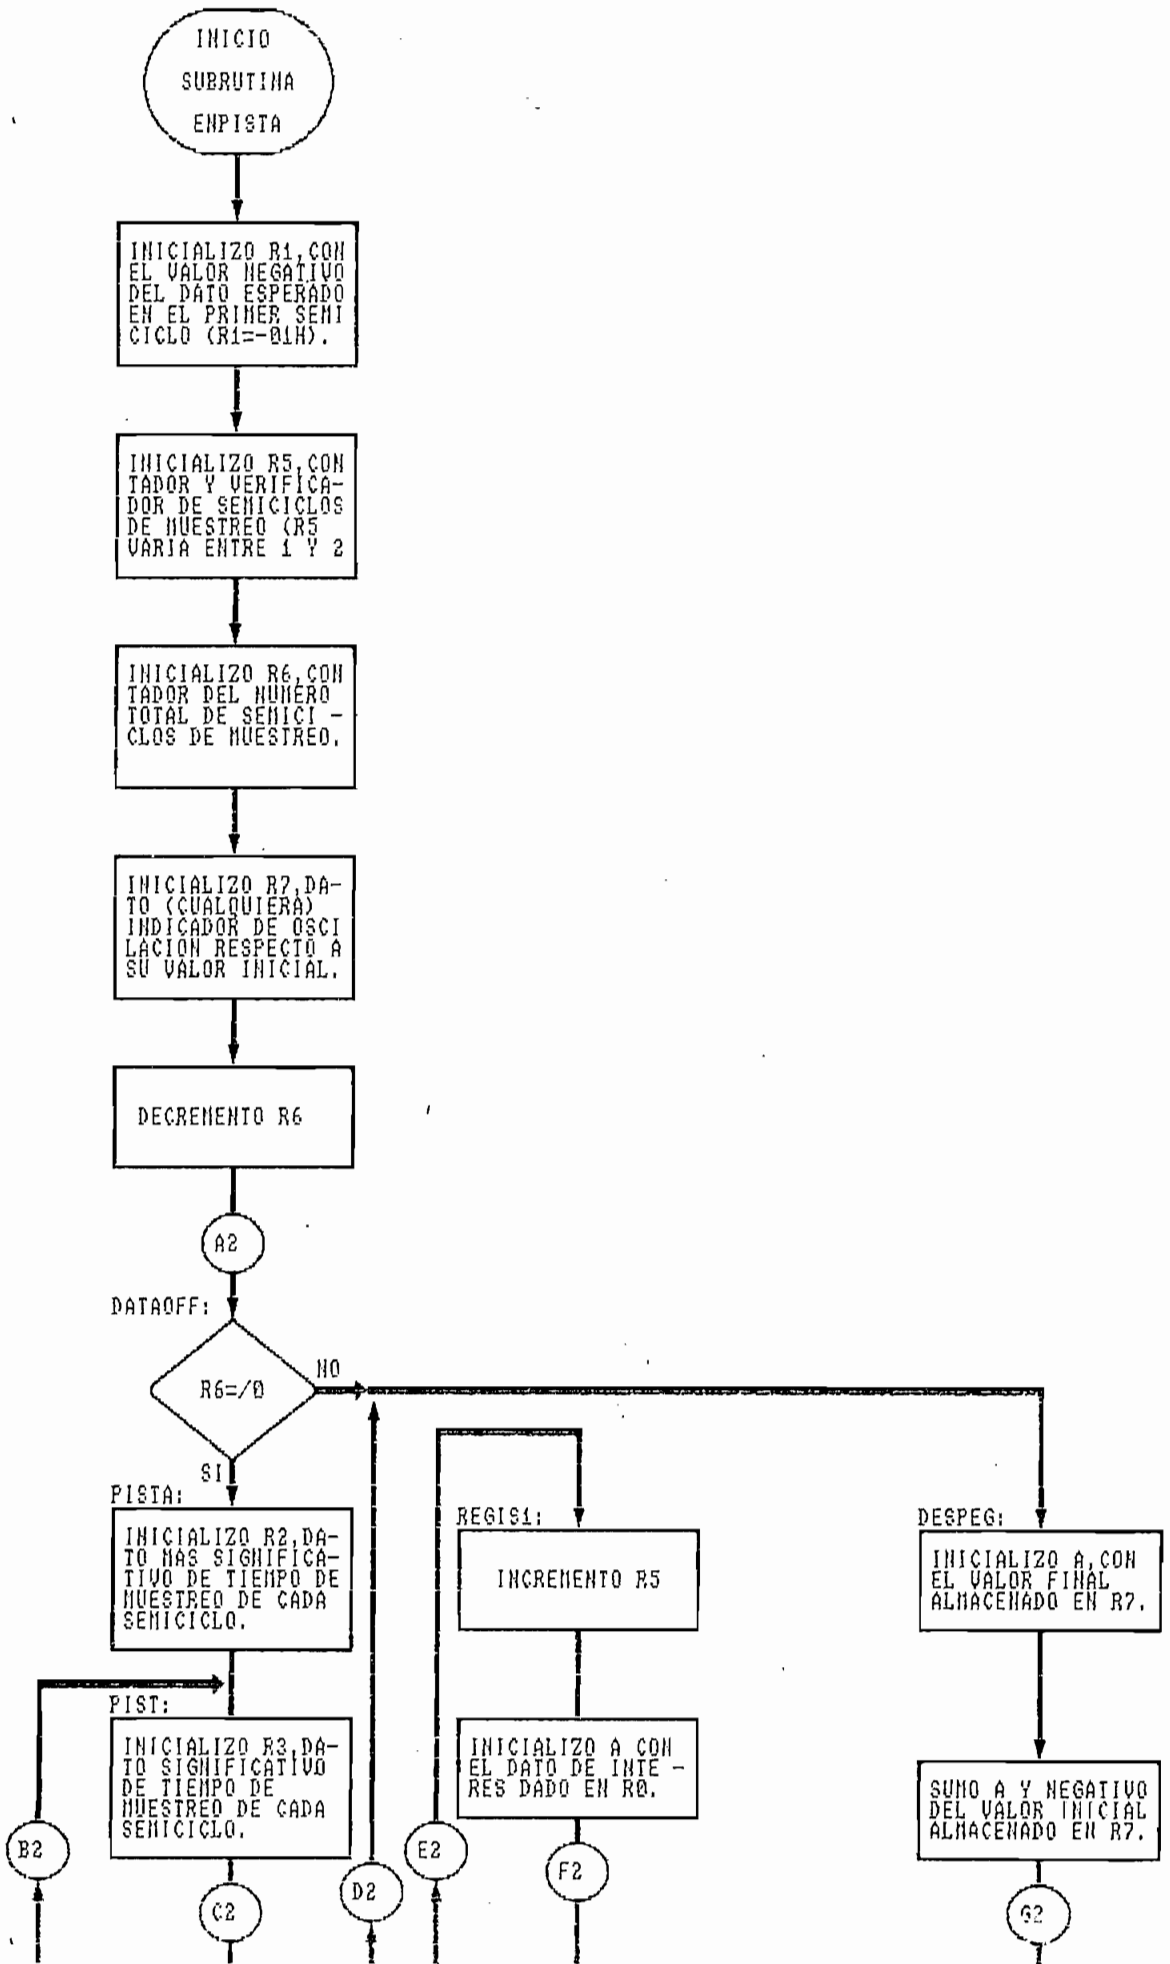 INICIO
SUBRUTINA
ENPISTA
INICIALIZO R1,CON
EL VALOR NEGATIVO
DEL DATO ESPERADO
EN EL PRIMER SEMI
CICLO (R1=-01H).
INICIALIZO R5,CON
TADOR Y VERIFICA-
DOR DE SEMICICLOS
DE MUESTREO (R5
VARIA ENTRE 1 Y 2
INICIALIZO R6,CON
TADOR DEL NUMERO
TOTAL DE SEMICI -
CLOS DE MUESTREO.
INICIALIZO R7,DA-
TO (CUALQUIERA)
INDICADOR DE OSCI
LACION RESPECTO A
SU VALOR INICIAL.
DECREMENTO R6
A2
DATAOFF:
R6=/0
NO
SI
PISTA:
INICIALIZO R2,DA-
TO MAS SIGNIFICA-
TIVO DE TIEMPO DE
MUESTREO DE CADA
SEMICICLO.
PIST:
INICIALIZO R3,DA-
TO SIGNIFICATIVO
DE TIEMPO DE
MUESTREO DE CADA
SEMICICLO.
B2
C2
D2
E2
REGIS1:
INCREMENTO R5
INICIALIZO A CON
EL DATO DE INTE -
RES DADO EN R0.
F2
DESPEG:
INICIALIZO A,CON
EL VALOR FINAL
ALMACENADO EN R7.
SUMO A Y NEGATIVO
DEL VALOR INICIAL
ALMACENADO EN R7.
G2